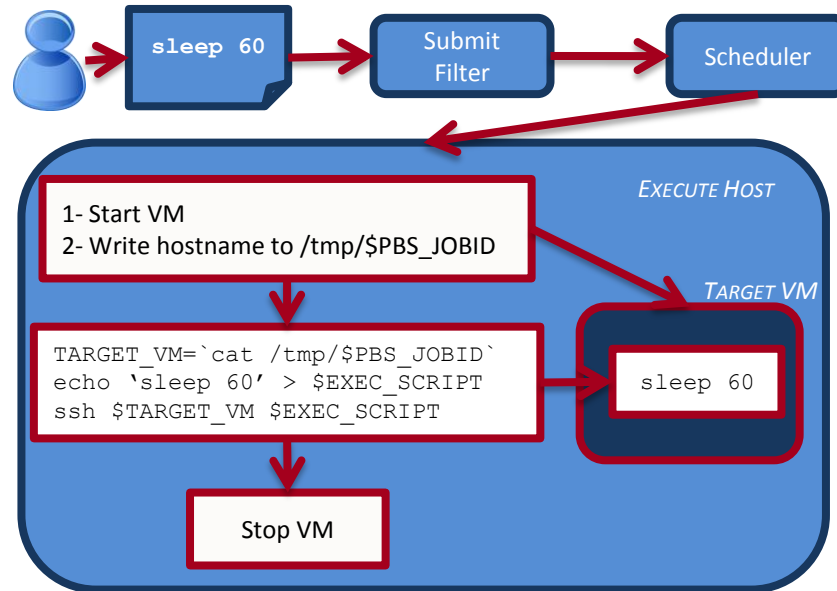 sleep 60
Submit
Filter
Scheduler
EXECUTE HOST
1- Start VM
2- Write hostname to /tmp/$PBS_JOBID
TARGET VM
TARGET_VM=`cat /tmp/$PBS_JOBID`
echo ‘sleep 60’ > $EXEC_SCRIPT
ssh $TARGET_VM $EXEC_SCRIPT
sleep 60
Stop VM